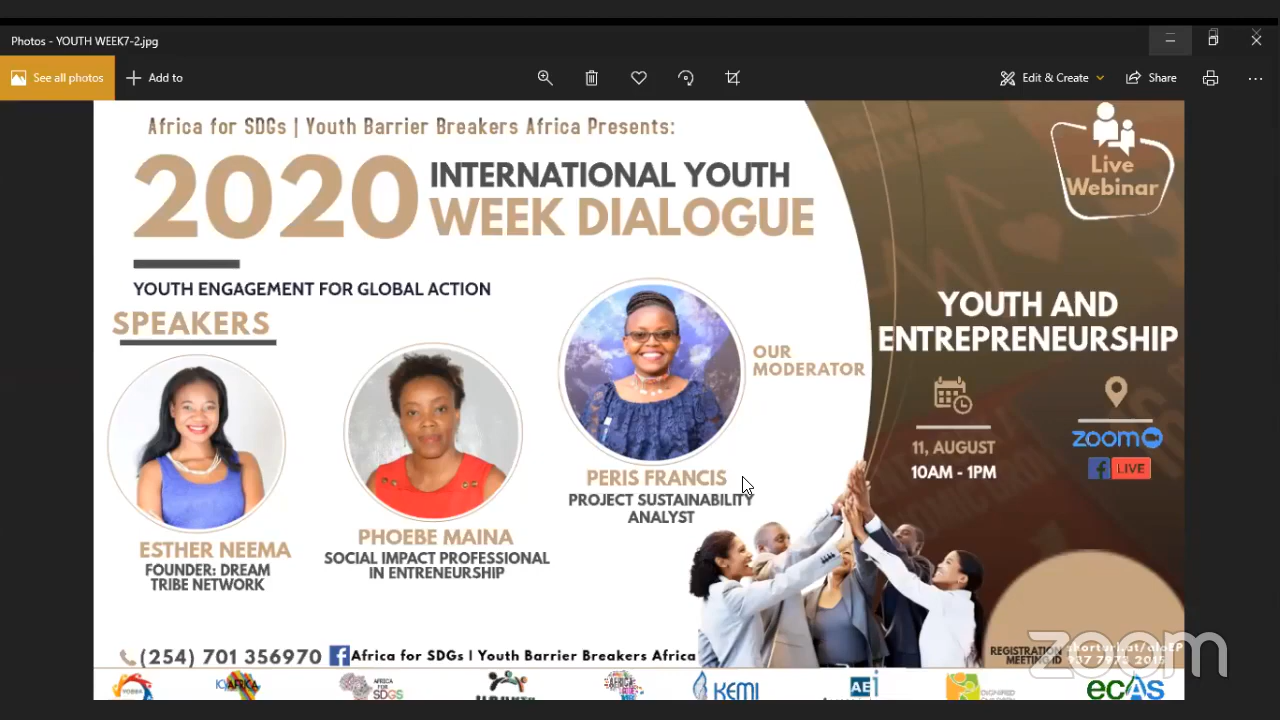 Photos - YOUTH WEEK7-2.jpg
See all photos
Add to
Edit & Create
Share
Africa for SDGs | Youth Barrier Breakers Africa Presents:
2020 INTERNATIONAL YOUTH
WEEK DIALOGUE
Live
Webinar
YOUTH ENGAGEMENT FOR GLOBAL ACTION
SPEAKERS
OUR
MODERATOR
YOUTH AND
ENTREPRENEURSHIP
11, AUGUST
10AM - 1PM
zoom
LIVE
PERIS FRANCIS
PROJECT SUSTAINABILITY
ANALYST
PHOEBE MAINA
SOCIAL IMPACT PROFESSIONAL
IN ENTRENEURSHIP
ESTHER NEEMA
FOUNDER: DREAM
TRIBE NETWORK
(254) 701 356970
Africa for SDGs | Youth Barrier Breakers Africa
REGISTRATION
MEETING ID
zoom
AFRICA
FOR
SDGS
KEMI
AEi
ecas